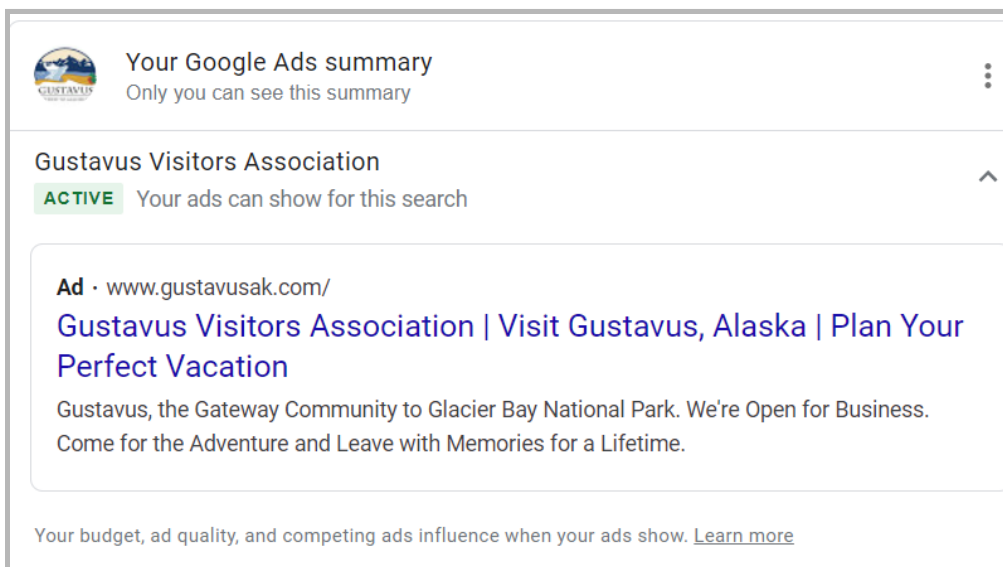 Your Google Ads summary
Only you can see this summary
GUSTAVUS
Gustavus Visitors Association
ACTIVE Your ads can show for this search
Ad · www.gustavusak.com/
Gustavus Visitors Association | Visit Gustavus, Alaska | Plan Your
Perfect Vacation
Gustavus, the Gateway Community to Glacier Bay National Park. We're Open for Business.
Come for the Adventure and Leave with Memories for a Lifetime.
Your budget, ad quality, and competing ads influence when your ads show. Learn more